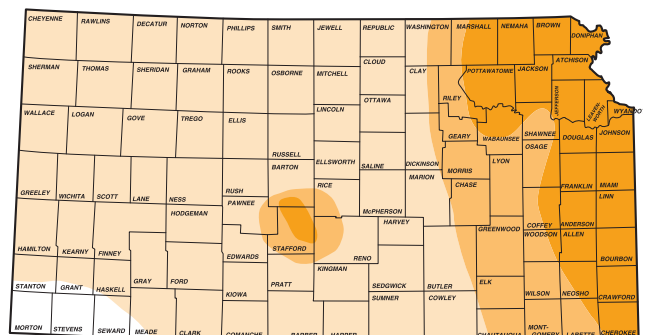 CHEYENNE RAWLINS DECATUR NORTON PHILLIPS SMITH JEWELL REPUBLIC WASHINGTON MARSHALL NEMAHA BROWN
DONIPHAN
CLOUD ATCHISON
SHERMAN THOMAS SHERIDAN GRAHAM ROOKS OSBORNE MITCHELL CLAY POTTAWATOMIE JACKSON
RILEY JEFFERSON LEAVEN-
WORTH
OTTAWA
WALLACE LOGAN GOVE TREGO ELLIS LINCOLN WYANDO
GEARY WABAUNSEE SHAWNEE DOUGLAS JOHNSON
OSAGE
RUSSELL
BARTON ELLSWORTH SALINE DICKINSON MORRIS LYON
MARION
GREELEY WICHITA SCOTT LANE NESS RUSH RICE CHASE FRANKLIN MIAMI
PAWNEE LINN
HODGEMAN McPHERSON
HARVEY COFFEY ANDERSON
GREENWOOD WOODSON ALLEN
HAMILTON KEARNY FINNEY STAFFORD
EDWARDS RENO BOURBON
KINGMAN
STANTON GRANT HASKELL GRAY FORD PRATT SEDGWICK BUTLER ELK
KIOWA SUMNER COWLEY WILSON NEOSHO CRAWFORD
MORTON STEVENS SEWARD MEADE CLARK COMANCHE BARBER HARPER CHAUTAUQUA MONT-
GOMERY LABETTE CHEROKEE